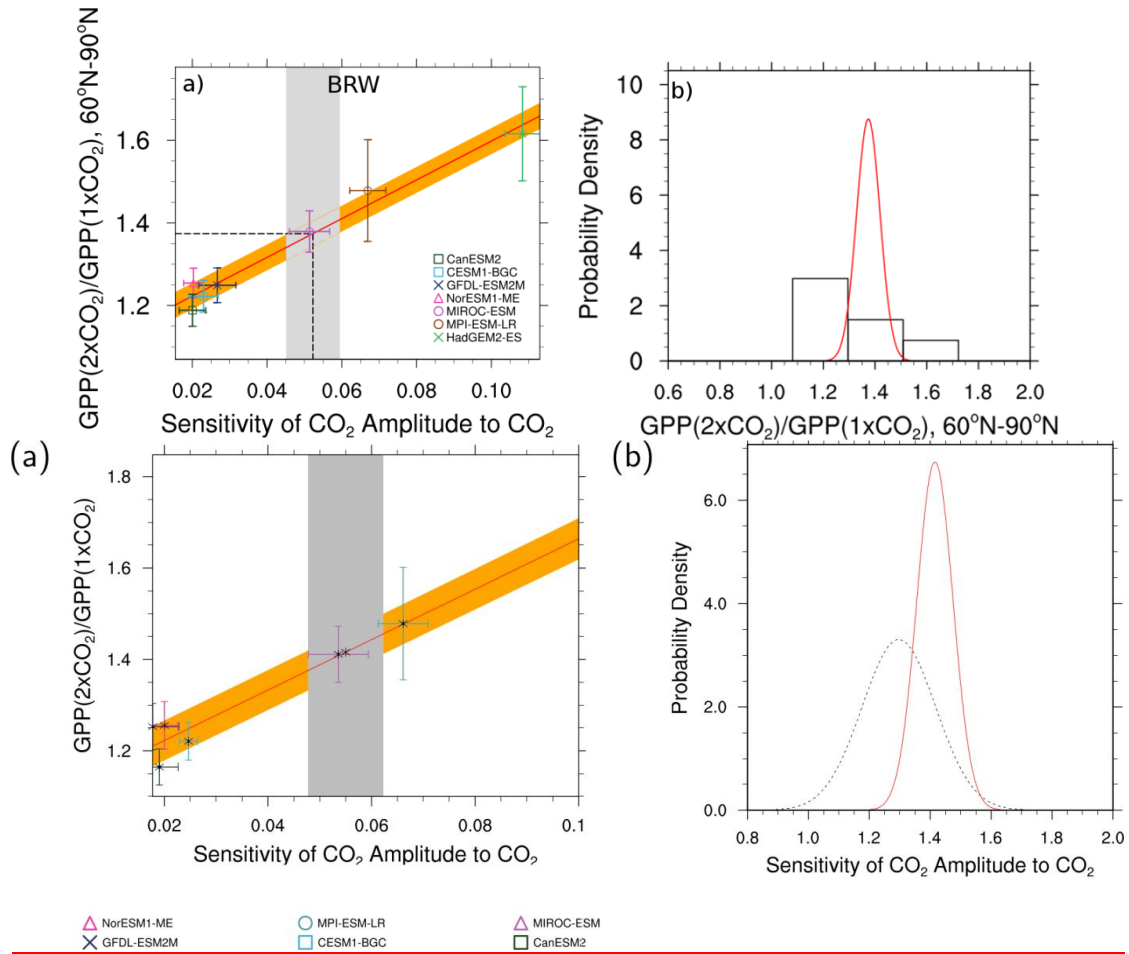 GPP(2xCO₂)/GPP(1xCO₂), 60°N-90°N
a)
BRW
1.6
1.4
1.2
CanESM2
CESM1-BGC
GFDL-ESM2M
NorESM1-ME
MIROC-ESM
MPI-ESM-LR
HadGEM2-ES
0.02 0.04 0.06 0.08 0.10
Sensitivity of CO₂ Amplitude to CO₂
b)
Probability Density
10
8
6
4
2
0
0.6 0.8 1.0 1.2 1.4 1.6 1.8 2.0
GPP(2xCO₂)/GPP(1xCO₂), 60°N-90°N
(a)
GPP(2xCO₂)/GPP(1xCO₂)
1.8
1.6
1.4
1.2
0.02 0.04 0.06 0.08 0.1
Sensitivity of CO₂ Amplitude to CO₂
(b)
Probability Density
6.0
4.0
2.0
0.0
0.8 1.0 1.2 1.4 1.6 1.8 2.0
Sensitivity of CO₂ Amplitude to CO₂
NorESM1-ME MPI-ESM-LR MIROC-ESM
GFDL-ESM2M CESM1-BGC CanESM2